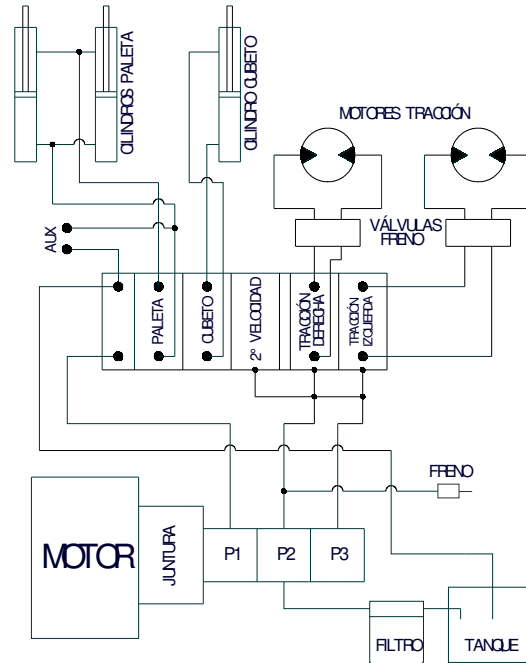 CILINDROS PALETA
CILINDRO CUBETO
MOTORES TRACCIÓN
VÁLVULAS
FRENO
AUX
PALETA
CUBETO
2º VELOCIDAD
TRACCIÓN
DERECHA
TRACCIÓN
IZQUIERDA
FRENO
MOTOR
JUNTURA
P1
P2
P3
FILTRO
TANQUE